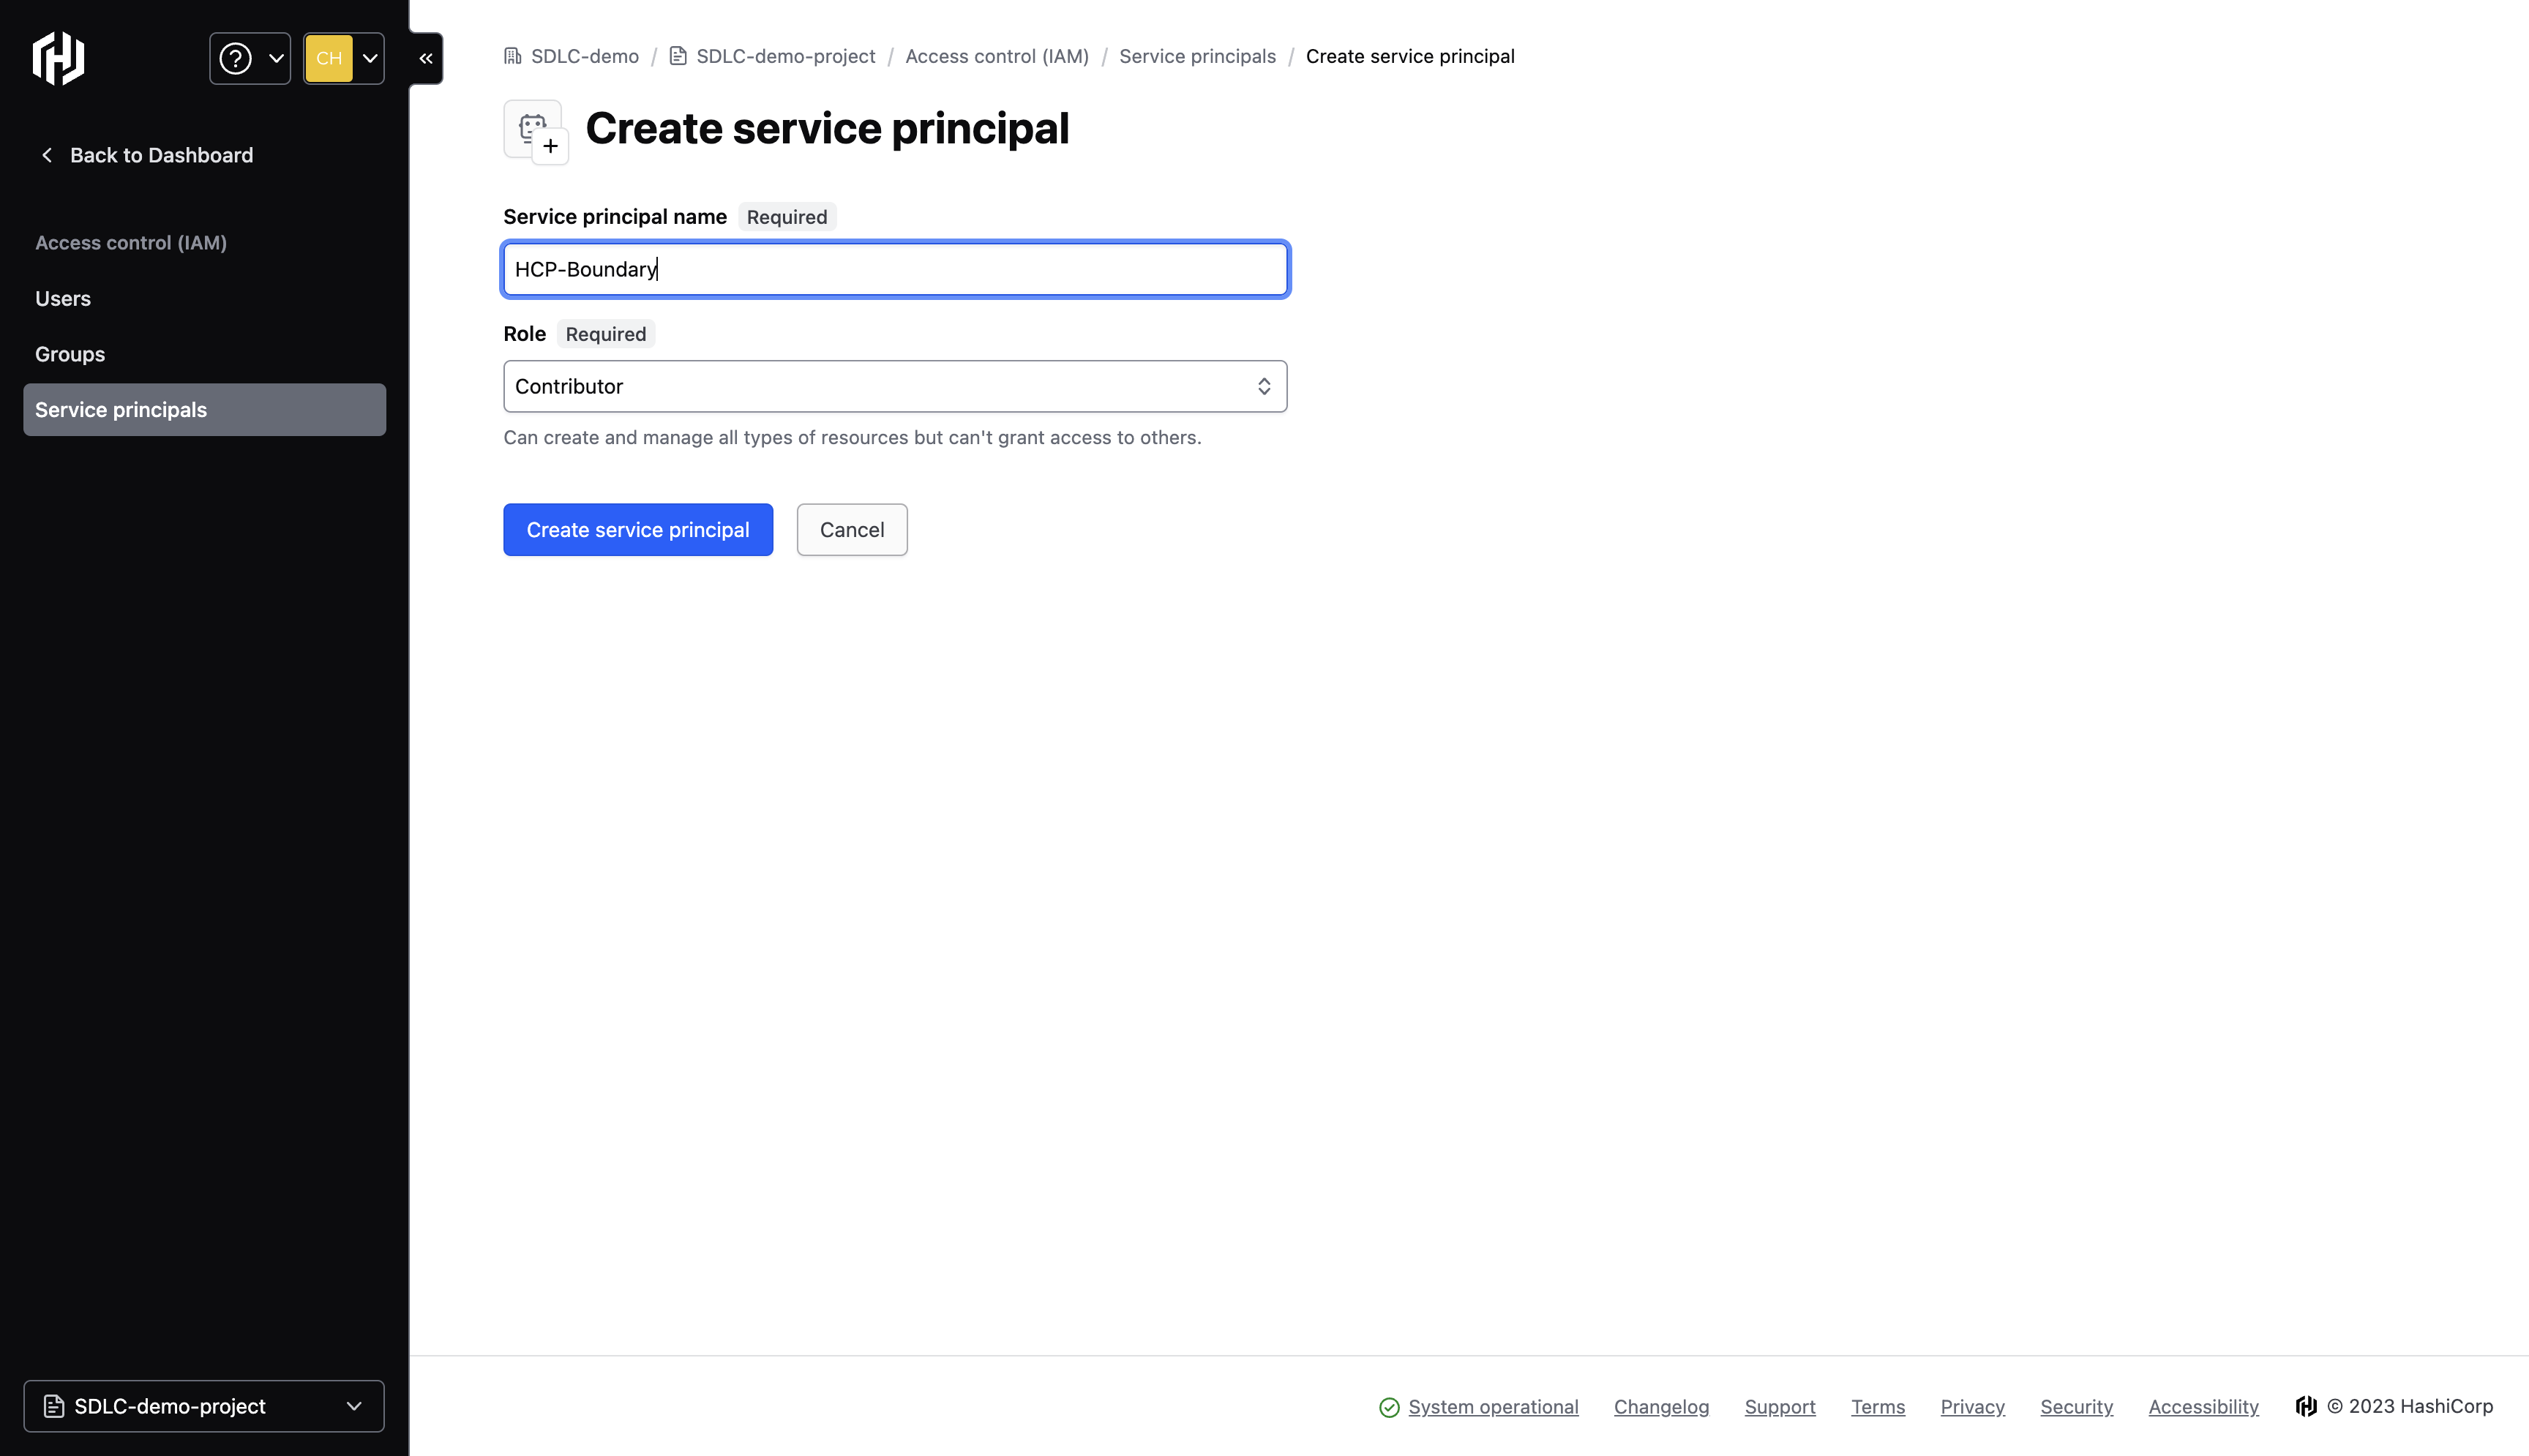 CH
SDLC-demo / SDLC-demo-project / Access control (IAM) / Service principals / Create service principal
Back to Dashboard
Access control (IAM)
Users
Groups
Service principals
Create service principal
Service principal name Required
HCP-Boundary
Role Required
Contributor
Can create and manage all types of resources but can't grant access to others.
Create service principal Cancel
SDLC-demo-project
System operational Changelog Support Terms Privacy Security Accessibility © 2023 HashiCorp